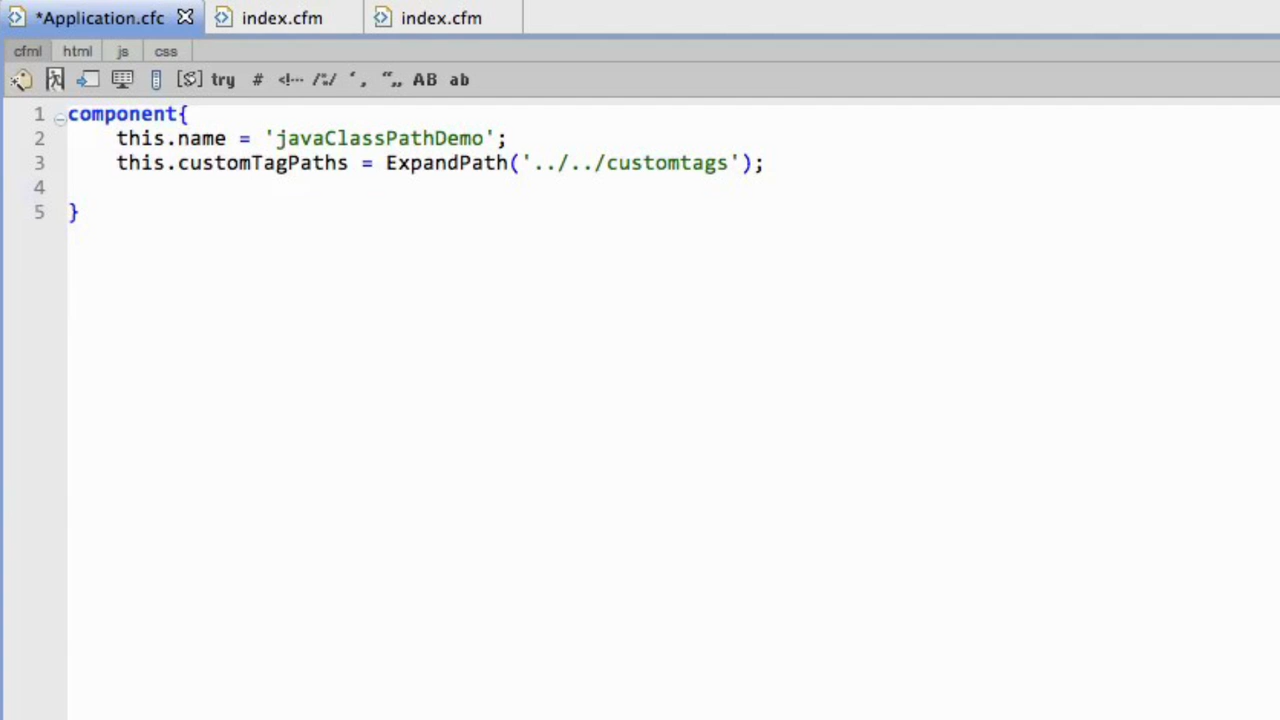 *Application.cfc index.cfm index.cfm
cfml html js css
[$] try # <!--- /*/ ‘, “„ AB ab
1 component{
2 this.name = 'javaClassPathDemo';
3 this.customTagPaths = ExpandPath('../../customtags');
4
5 }